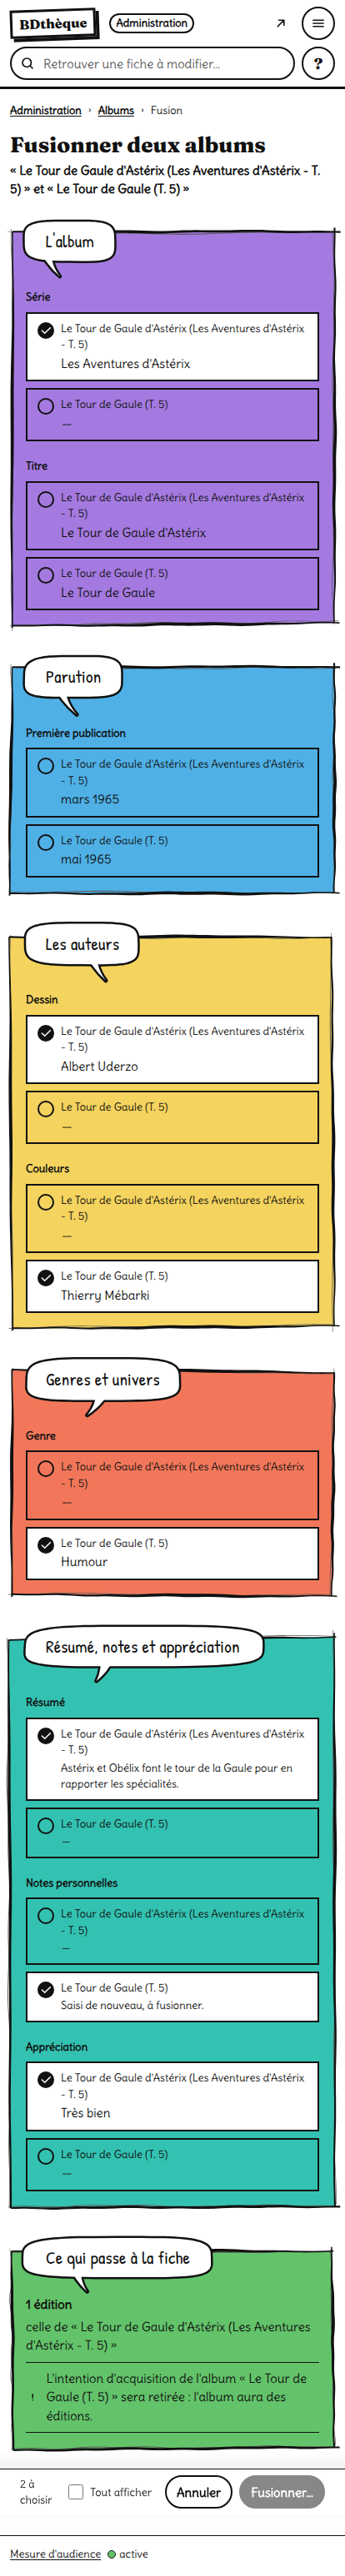 BDthèque
Administration
Retrouver une fiche à modifier...
?
Administration › Albums › Fusion
Fusionner deux albums
« Le Tour de Gaule d'Astérix (Les Aventures d'Astérix - T.
5) » et « Le Tour de Gaule (T. 5) »
L'album
Série
Le Tour de Gaule d'Astérix (Les Aventures d'Astérix
- T. 5)
Les Aventures d'Astérix
Le Tour de Gaule (T. 5)
—
Titre
Le Tour de Gaule d'Astérix (Les Aventures d'Astérix
- T. 5)
Le Tour de Gaule d'Astérix
Le Tour de Gaule (T. 5)
Le Tour de Gaule
Parution
Première publication
Le Tour de Gaule d'Astérix (Les Aventures d'Astérix
- T. 5)
mars 1965
Le Tour de Gaule (T. 5)
mai 1965
Les auteurs
Dessin
Le Tour de Gaule d'Astérix (Les Aventures d'Astérix
- T. 5)
Albert Uderzo
Le Tour de Gaule (T. 5)
—
Couleurs
Le Tour de Gaule d'Astérix (Les Aventures d'Astérix
- T. 5)
—
Le Tour de Gaule (T. 5)
Thierry Mébarki
Genres et univers
Genre
Le Tour de Gaule d'Astérix (Les Aventures d'Astérix
- T. 5)
—
Le Tour de Gaule (T. 5)
Humour
Résumé, notes et appréciation
Résumé
Le Tour de Gaule d'Astérix (Les Aventures d'Astérix
- T. 5)
Astérix et Obélix font le tour de la Gaule pour en
rapporter les spécialités.
Le Tour de Gaule (T. 5)
—
Notes personnelles
Le Tour de Gaule d'Astérix (Les Aventures d'Astérix
- T. 5)
—
Le Tour de Gaule (T. 5)
Saisi de nouveau, à fusionner.
Appréciation
Le Tour de Gaule d'Astérix (Les Aventures d'Astérix
- T. 5)
Très bien
Le Tour de Gaule (T. 5)
—
Ce qui passe à la fiche
1 édition
celle de « Le Tour de Gaule d'Astérix (Les Aventures
d'Astérix - T. 5) »
! L'intention d'acquisition de l'album « Le Tour de
Gaule (T. 5) » sera retirée : l'album aura des
éditions.
2 à
choisir
Tout afficher
Annuler
Fusionner...
Mesure d'audience active